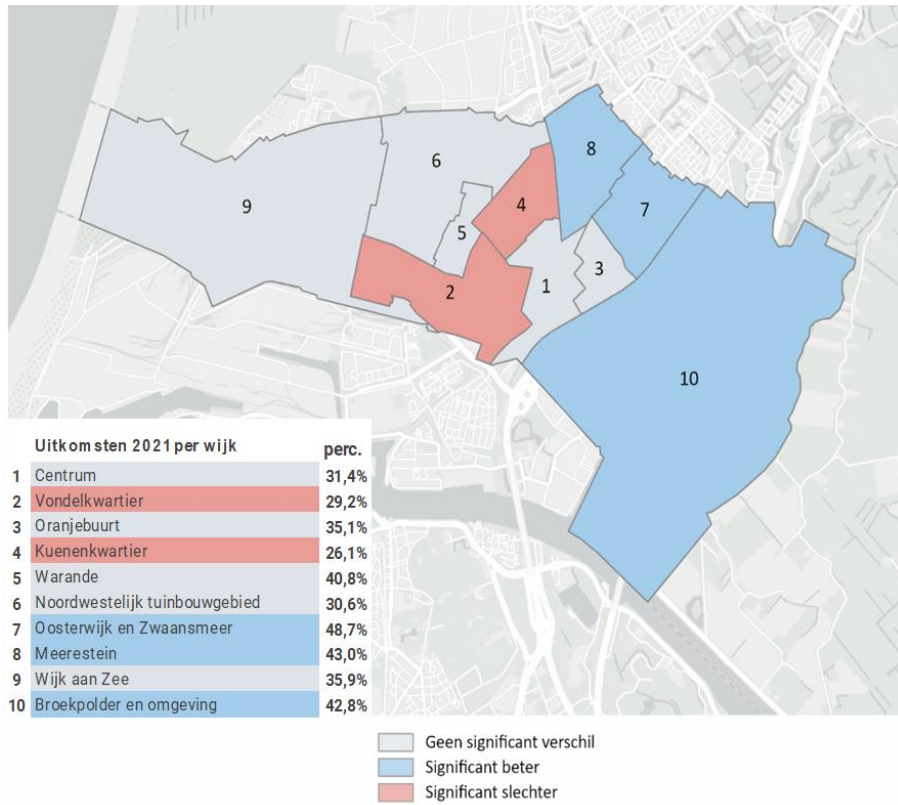 8
6
4
9
7
5
3
1
2
10
Uitkomsten 2021 per wijk perc.
1 Centrum 31,4%
2 Vondelkwartier 29,2%
3 Oranjebuurt 35,1%
4 Kuenenkwartier 26,1%
5 Warande 40,8%
6 Noordwestelijk tuinbouwgebied 30,6%
7 Oosterwijk en Zwaansmeer 48,7%
8 Meerestein 43,0%
9 Wijk aan Zee 35,9%
10 Broekpolder en omgeving 42,8%
Geen significant verschil
Significant beter
Significant slechter